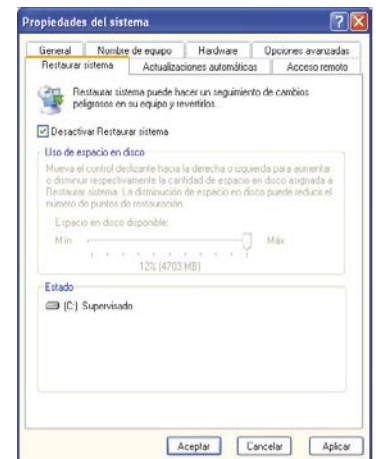 Propiedades del sistema
General Nombre de equipo Hardware Opciones avanzadas
Restaurar sistema Actualizaciones automáticas Acceso remoto
Restaurar sistema puede hacer un seguimiento de cambios
peligrosos en su equipo y revertirlos.
Desactivar Restaurar sistema
Uso de espacio en disco
Mueva el control deslizante hacia la derecha o izquierda para aumentar
o disminuir respectivamente la cantidad de espacio en disco asignada a
Restaurar sistema. La disminución de espacio en disco puede reducir el
número de puntos de restauración.
Espacio en disco disponible:
Mín Máx
12% (4703 MB)
Estado
(C:) Supervisado
Aceptar Cancelar Aplicar